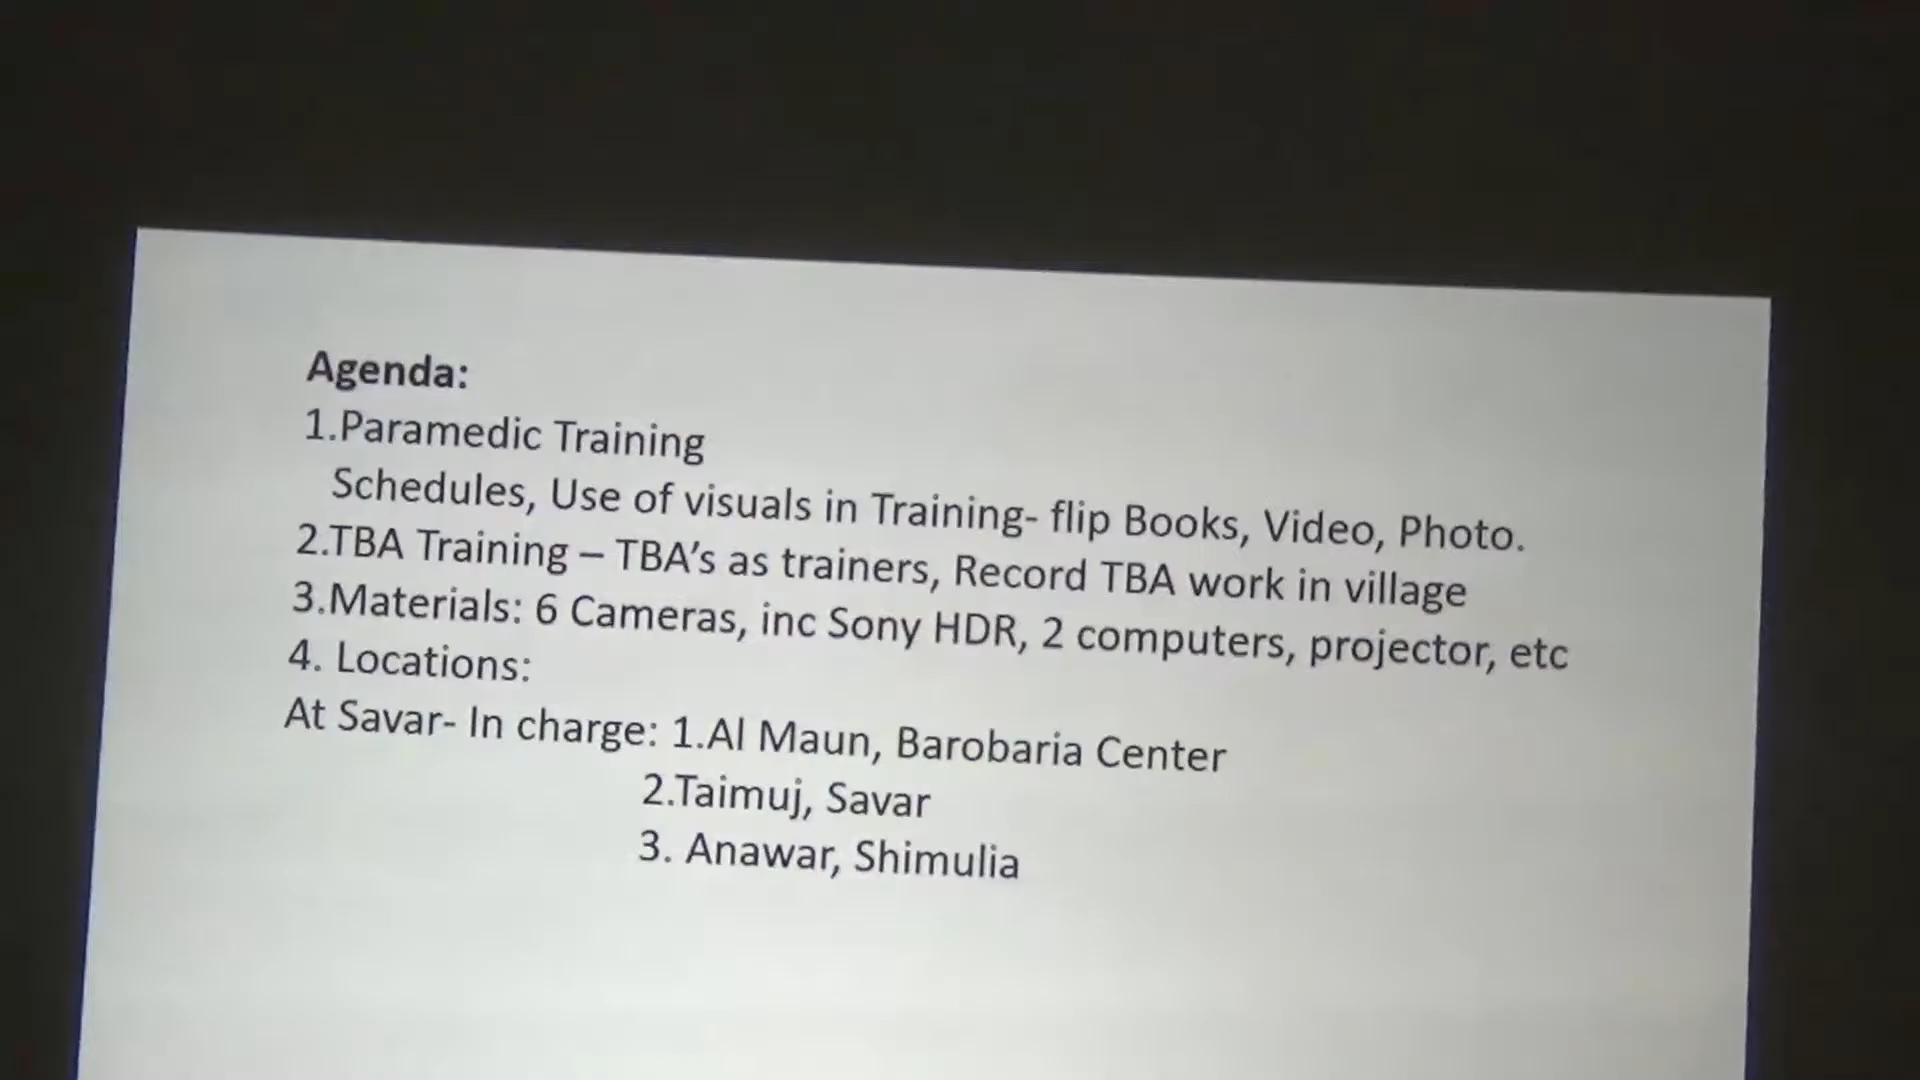 Agenda:
1.Paramedic Training
Schedules, Use of visuals in Training- flip Books, Video, Photo.
2.TBA Training – TBA’s as trainers, Record TBA work in village
3.Materials: 6 Cameras, inc Sony HDR, 2 computers, projector, etc
4. Locations:
At Savar- In charge: 1.Al Maun, Barobaria Center
2.Taimuj, Savar
3. Anawar, Shimulia